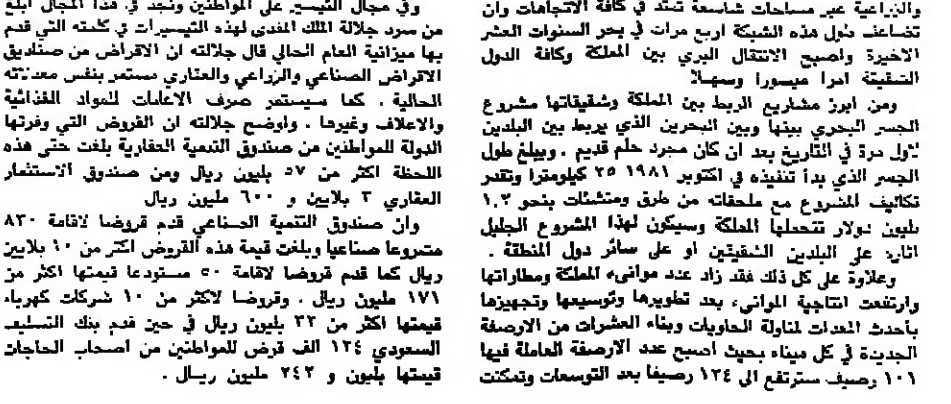 والزراعية عبر مساحات شاسعة تمتد في كافة الاتجاهات وان
تضاعف طول هذه الشبكة اربع مرات في بحر السنوات العشر
الاخيرة واصبح الانتقال البري بين المملكة وكافة الدول
الشقيقة امرا ميسورا وسهلا
ومن ابرز مشاريع الربط بين المملكة وشقيقاتها مشروع
الجسر البحري بينها وبين البحرين الذي يربط بين البلدين
لاول مرة في التاريخ بعد ان كان مجرد حلم قديم . ويبلغ طول
الجسر الذي بدأ تنفيذه في اكتوبر ١٩٨١ ٢٥ كيلومترا وتقدر
تكاليف المشروع مع ملحقاته من طرق ومنشئات بنحو ١,٢
بليون دولار تتحملها المملكة وسيكون لهذا المشروع الجليل
اثاره على البلدين الشقيقين او على سائر دول المنطقة .
وعلاوة على كل ذلك فقد زاد عدد موانىء المملكة ومطاراتها
وارتفعت انتاجية الموانىء بعد تطويرها وتوسيعها وتجهيزها
بأحدث المعدات لمناولة الحاويات وبناء العشرات من الارصفة
الجديدة في كل ميناء بحيث اصبح عدد الارصفة العاملة فيها
١٠١ رصيف سترتفع الى ١٢٤ رصيفا بعد التوسعات وتمكنت
وفي مجال التيسير على المواطنين ونجد في هذا المجال ابلغ
من سرد جلالة الملك المفدى لهذه التيسيرات في كلمته التي قدم
بها ميزانية العام الحالي قال جلالته ان الاقراض من صناديق
الاقراض الصناعي والزراعي والعقاري مستمر بنفس معدلاته
الحالية . كما سيستمر صرف الاعانات للمواد الغذائية
والاعلاف وغيرها . واوضح جلالته ان القروض التي وفرتها
الدولة للمواطنين من صندوق التنمية العقارية بلغت حتى هذه
اللحظة اكثر من ٥٧ بليون ريال ومن صندوق الاستثمار
العقاري ٣ بلايين و ٦٠٠ مليون ريال
وان صندوق التنمية الصناعي قدم قروضا لاقامة ٨٣٠
مشروعا صناعيا وبلغت قيمة هذه القروض اكثر من ١٠ بلايين
ريال كما قدم قروضا لاقامة ٥٠ مستودعا قيمتها اكثر من
١٧١ مليون ريال . وقروضا لاكثر من ١٠ شركات كهرباء
قيمتها اكثر من ٣٢ بليون ريال في حين قدم بنك التسليف
السعودي ١٢٤ الف قرض للمواطنين من اصحاب الحاجات
قيمتها بليون و ٢٤٢ مليون ريال .